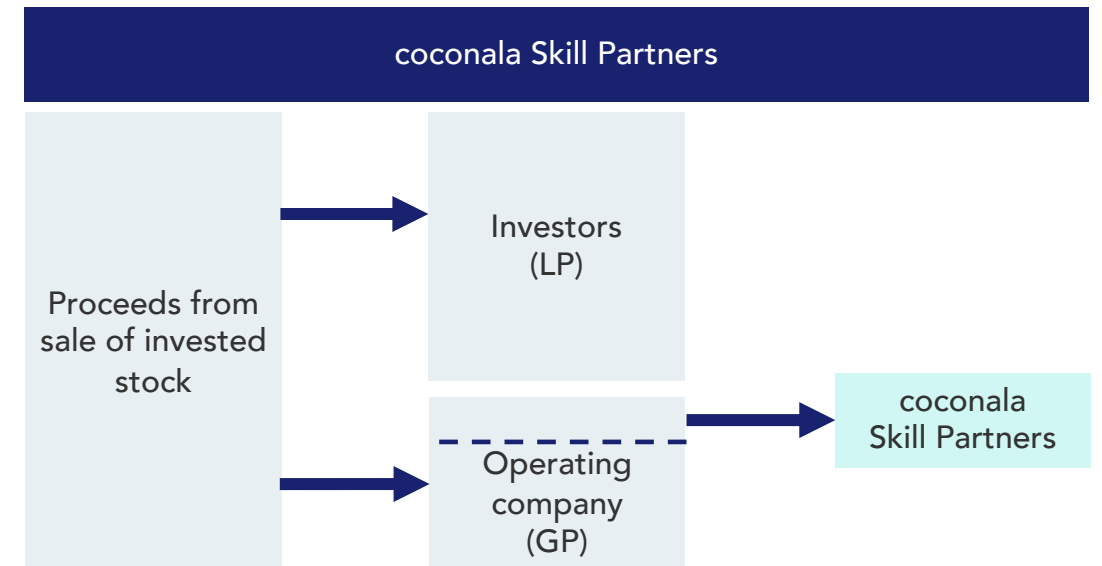 coconala Skill Partners
Proceeds from
sale of invested
stock
Investors
(LP)
Operating
company
(GP)
coconala
Skill Partners